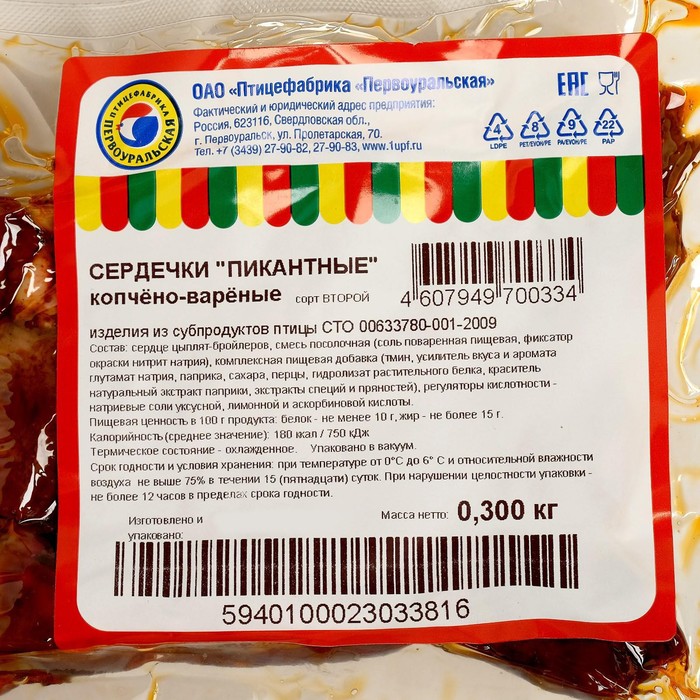 ПТИЦЕФАБРИКА
ПЕРВОУРАЛЬСКАЯ
ОАО «Птицефабрика «Первоуральская»
Фактический и юридический адрес предприятия:
Россия, 623116, Свердловская обл.,
г. Первоуральск, ул. Пролетарская, 70.
Тел. +7 (3439) 27-90-82, 27-90-83, www.1upf.ru
EAC
4 8 9 22
LDPE PET/EVOH/PE PA/EVOH/PE PAP
СЕРДЕЧКИ "ПИКАНТНЫЕ"
копчёно-варёные сорт ВТОРОЙ
4 607949 700334
изделия из субпродуктов птицы СТО 00633780-001-2009
Состав: сердце цыплят-бройлеров, смесь посолочная (соль поваренная пищевая, фиксатор
окраски нитрит натрия), комплексная пищевая добавка (тмин, усилитель вкуса и аромата
глутамат натрия, паприка, сахара, перцы, гидролизат растительного белка, краситель
натуральный экстракт паприки, экстракты специй и пряностей), регуляторы кислотности -
натриевые соли уксусной, лимонной и аскорбиновой кислоты.
Пищевая ценность в 100 г продукта: белок - не менее 10 г, жир - не более 15 г.
Калорийность (среднее значение): 180 ккал / 750 кДж
Термическое состояние - охлажденное. Упаковано в вакуум.
Срок годности и условия хранения: при температуре от 0°С до 6° С и относительной влажности
воздуха не выше 75% в течении 15 (пятнадцати) суток. При нарушении целостности упаковки -
не более 12 часов в пределах срока годности.
Изготовлено и
упаковано:
Масса нетто: 0,300 кг
5940100023033816